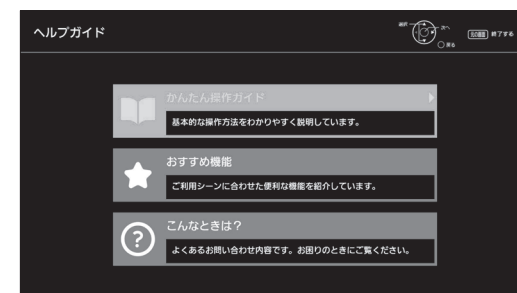 ヘルプガイド
選択
次へ
戻る
元の画面 終了する
かんたん操作ガイド
基本的な操作方法をわかりやすく説明しています。
おすすめ機能
ご利用シーンに合わせた便利な機能を紹介しています。
こんなときは？
よくあるお問い合わせ内容です。お困りのときにご覧ください。